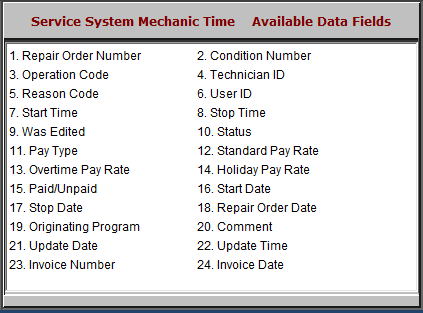 Service System Mechanic Time Available Data Fields
1. Repair Order Number 2. Condition Number
3. Operation Code 4. Technician ID
5. Reason Code 6. User ID
7. Start Time 8. Stop Time
9. Was Edited 10. Status
11. Pay Type 12. Standard Pay Rate
13. Overtime Pay Rate 14. Holiday Pay Rate
15. Paid/Unpaid 16. Start Date
17. Stop Date 18. Repair Order Date
19. Originating Program 20. Comment
21. Update Date 22. Update Time
23. Invoice Number 24. Invoice Date